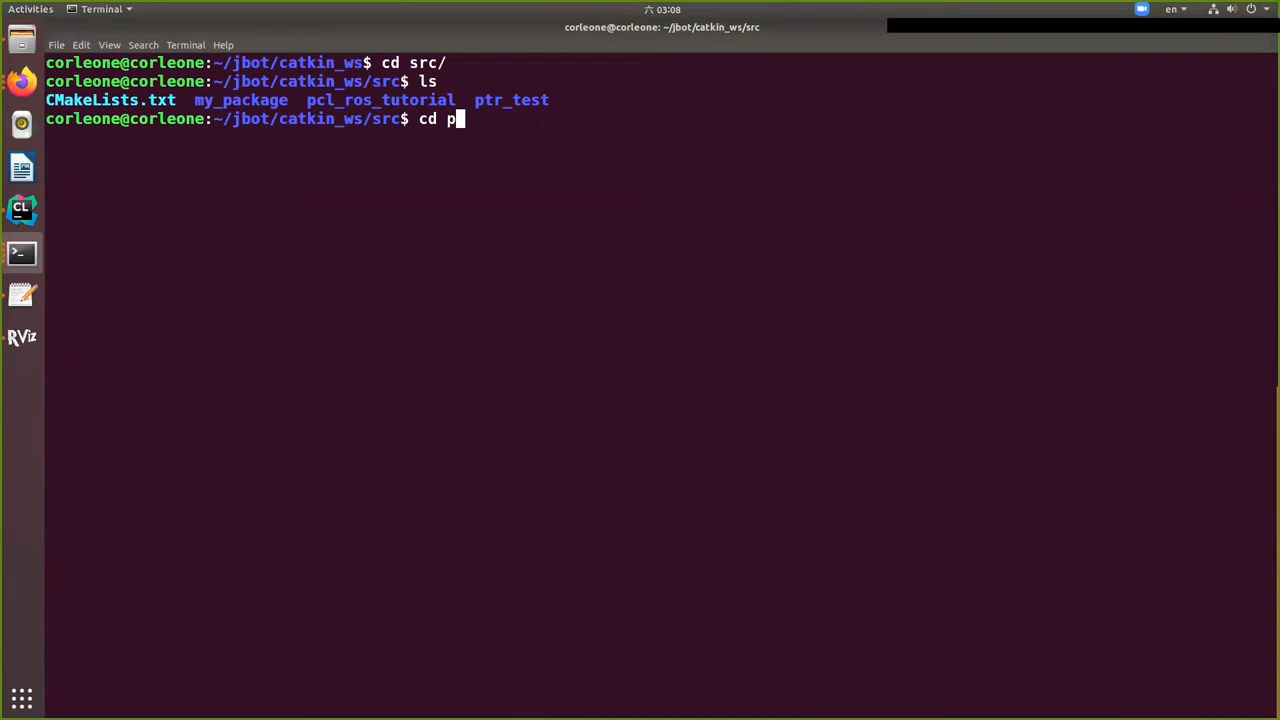 Activities Terminal 六 03:08 en
corleone@corleone: ~/jbot/catkin_ws/src
File Edit View Search Terminal Help
corleone@corleone:~/jbot/catkin_ws$ cd src/
corleone@corleone:~/jbot/catkin_ws/src$ ls
CMakeLists.txt my_package pcl_ros_tutorial ptr_test
corleone@corleone:~/jbot/catkin_ws/src$ cd p
CL
>_
RViz